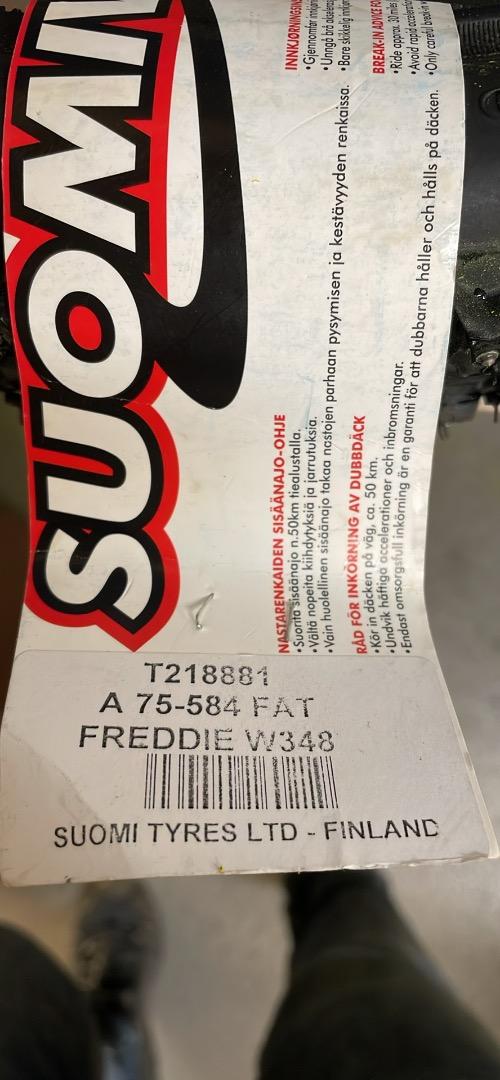 SUOMI
INNKJØRINGSN
• Gjennomfør innkjøri
• Unngå brå akselera
• Bare skikkelig innkjør
BREAK-IN ADVICE FO
• Ride approx. 30 miles
• Avoid rapid accelerat
• Only careful break-in
NASTARENKAIDEN SISÄÄNAJO-OHJE
• Suorita sisäänajo n.50km tiealustalla.
• Vältä nopeita kiihdytyksiä ja jarrutuksia.
• Vain huolellinen sisäänajo takaa nastojen parhaan pysymisen ja kestävyyden renkaissa.
RÅD FÖR INKÖRNING AV DUBBDÄCK
• Kör in däcken på väg, ca. 50 km.
• Undvik häftiga accelerationer och inbromsningar.
• Endast omsorgsfull inkörning är en garanti för att dubbarna håller och hålls på däcken.
T218881
A 75-584 FAT
FREDDIE W348
SUOMI TYRES LTD - FINLAND